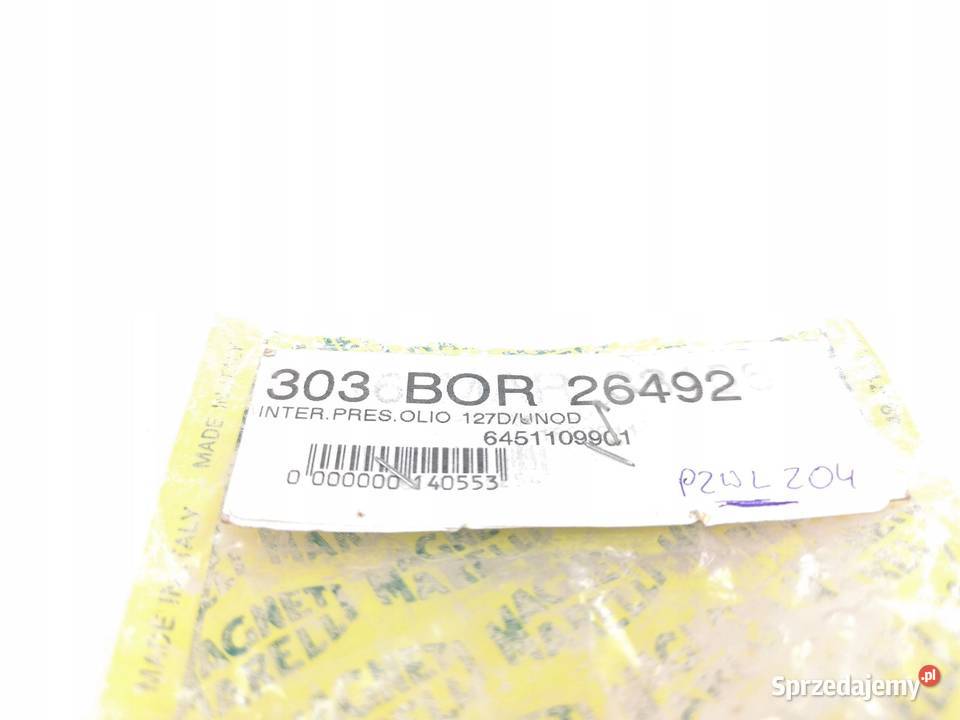 303 BOR 26492
INTER.PRES.OLIO 127D/UNOD
6451109901
0 000000 140553
PZWL 204
MADE IN ITALY
MADE IN ITALY
MAGNETI
MARELLI
Sprzedajemy.pl